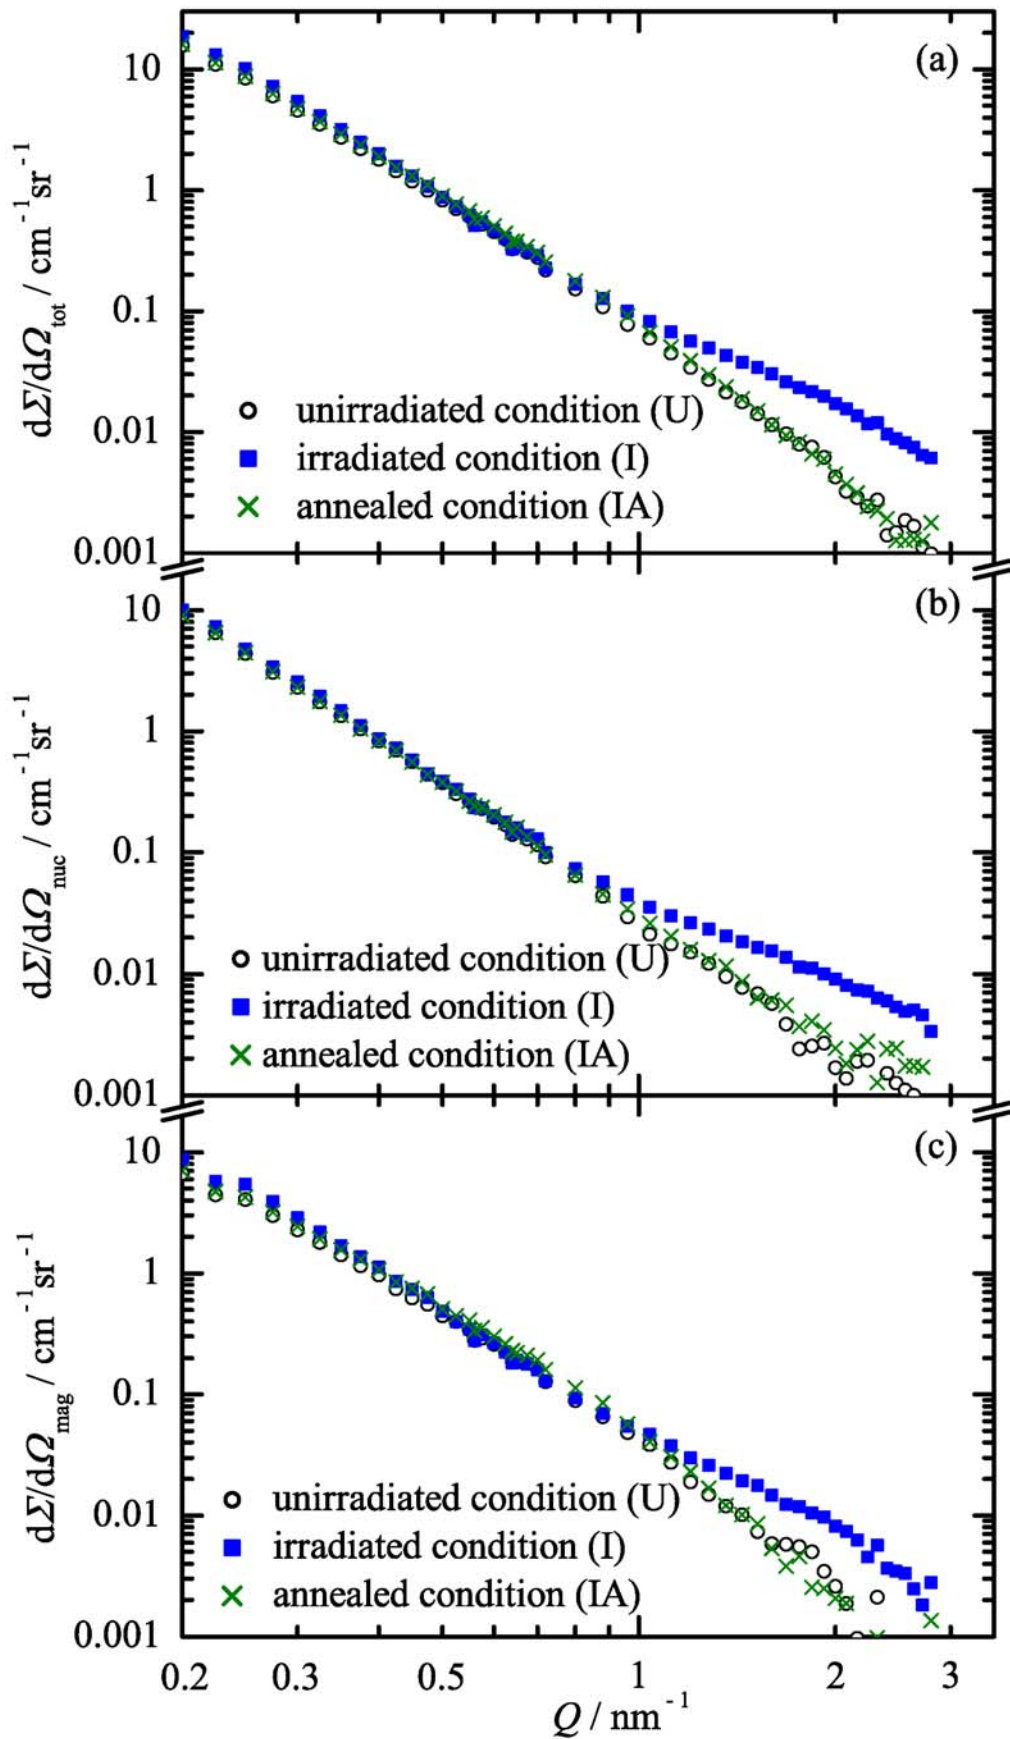 (a)
10
1
0.1
0.01
0.001
dΣ/dΩtot / cm⁻¹sr⁻¹
unirradiated condition (U)
irradiated condition (I)
annealed condition (IA)
(b)
10
1
0.1
0.01
0.001
dΣ/dΩnuc / cm⁻¹sr⁻¹
unirradiated condition (U)
irradiated condition (I)
annealed condition (IA)
(c)
10
1
0.1
0.01
0.001
dΣ/dΩmag / cm⁻¹sr⁻¹
unirradiated condition (U)
irradiated condition (I)
annealed condition (IA)
0.2 0.3 0.5 1 2 3
Q / nm⁻¹